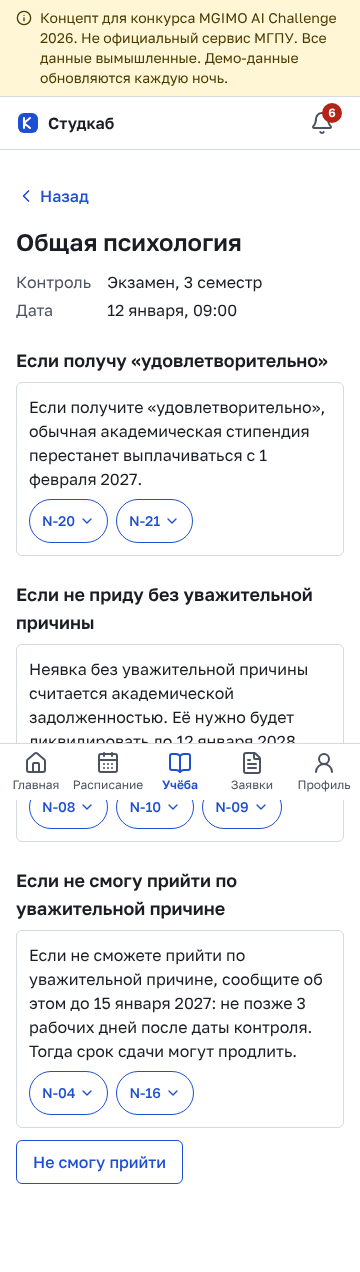 Концепт для конкурса MGIMO AI Challenge
2026. Не официальный сервис МГПУ. Все
данные вымышленные. Демо-данные
обновляются каждую ночь.
Студкаб
6
Назад
Общая психология
Контроль Экзамен, 3 семестр
Дата 12 января, 09:00
Если получу «удовлетворительно»
Если получите «удовлетворительно»,
обычная академическая стипендия
перестанет выплачиваться с 1
февраля 2027.
N-20 N-21
Если не приду без уважительной
причины
Неявка без уважительной причины
считается академической
задолженностью. Её нужно будет
ликвидировать до 12 января 2028
Главная Расписание Учёба Заявки Профиль
N-08 N-10 N-09
Если не смогу прийти по
уважительной причине
Если не сможете прийти по
уважительной причине, сообщите об
этом до 15 января 2027: не позже 3
рабочих дней после даты контроля.
Тогда срок сдачи могут продлить.
N-04 N-16
Не смогу прийти